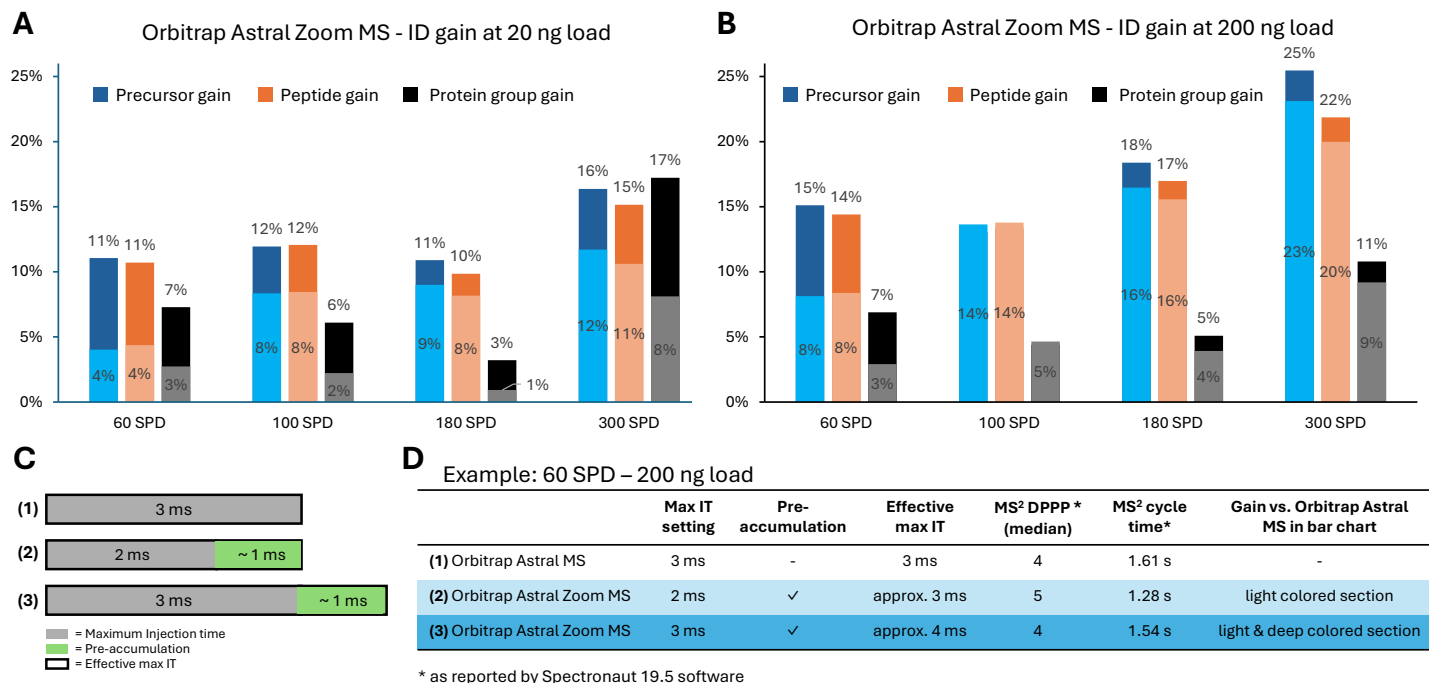 A
Orbitrap Astral Zoom MS - ID gain at 20 ng load
25%
20%
15%
10%
5%
0%
Precursor gain
Peptide gain
Protein group gain
11%
11%
7%
4%
4%
3%
12%
12%
6%
8%
8%
2%
11%
10%
3%
9%
8%
1%
16%
15%
17%
12%
11%
8%
60 SPD
100 SPD
180 SPD
300 SPD
B
Orbitrap Astral Zoom MS - ID gain at 200 ng load
25%
20%
15%
10%
5%
0%
Precursor gain
Peptide gain
Protein group gain
15%
14%
7%
8%
8%
3%
14%
14%
5%
18%
17%
5%
16%
16%
4%
25%
22%
11%
23%
20%
9%
60 SPD
100 SPD
180 SPD
300 SPD
C
(1) 3 ms
(2) 2 ms ~ 1 ms
(3) 3 ms ~ 1 ms
= Maximum Injection time
= Pre-accumulation
= Effective max IT
D
Example: 60 SPD – 200 ng load
Max IT setting Pre-accumulation Effective max IT MS² DPPP * (median) MS² cycle time* Gain vs. Orbitrap Astral MS in bar chart
(1) Orbitrap Astral MS 3 ms - 3 ms 4 1.61 s -
(2) Orbitrap Astral Zoom MS 2 ms ✓ approx. 3 ms 5 1.28 s light colored section
(3) Orbitrap Astral Zoom MS 3 ms ✓ approx. 4 ms 4 1.54 s light & deep colored section
* as reported by Spectronaut 19.5 software